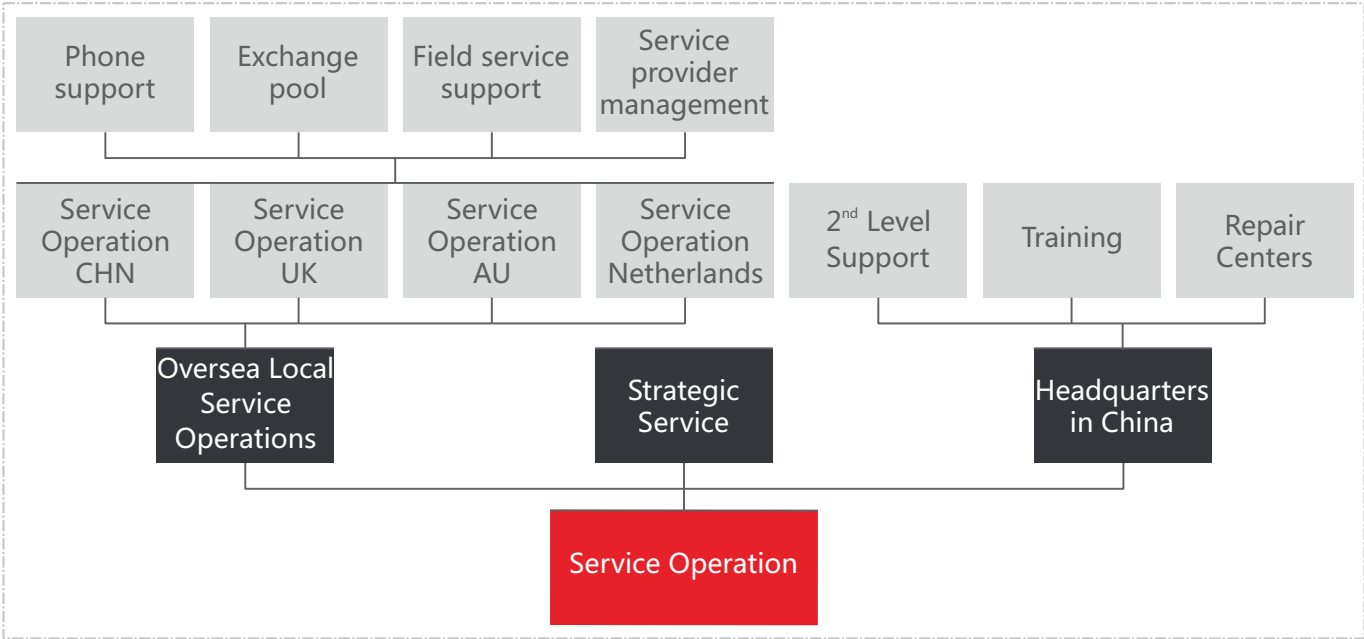 Phone
support
Exchange
pool
Field service
support
Service
provider
management
Service
Operation
CHN
Service
Operation
UK
Service
Operation
AU
Service
Operation
Netherlands
2nd Level
Support
Training
Repair
Centers
Oversea Local
Service
Operations
Strategic
Service
Headquarters
in China
Service Operation